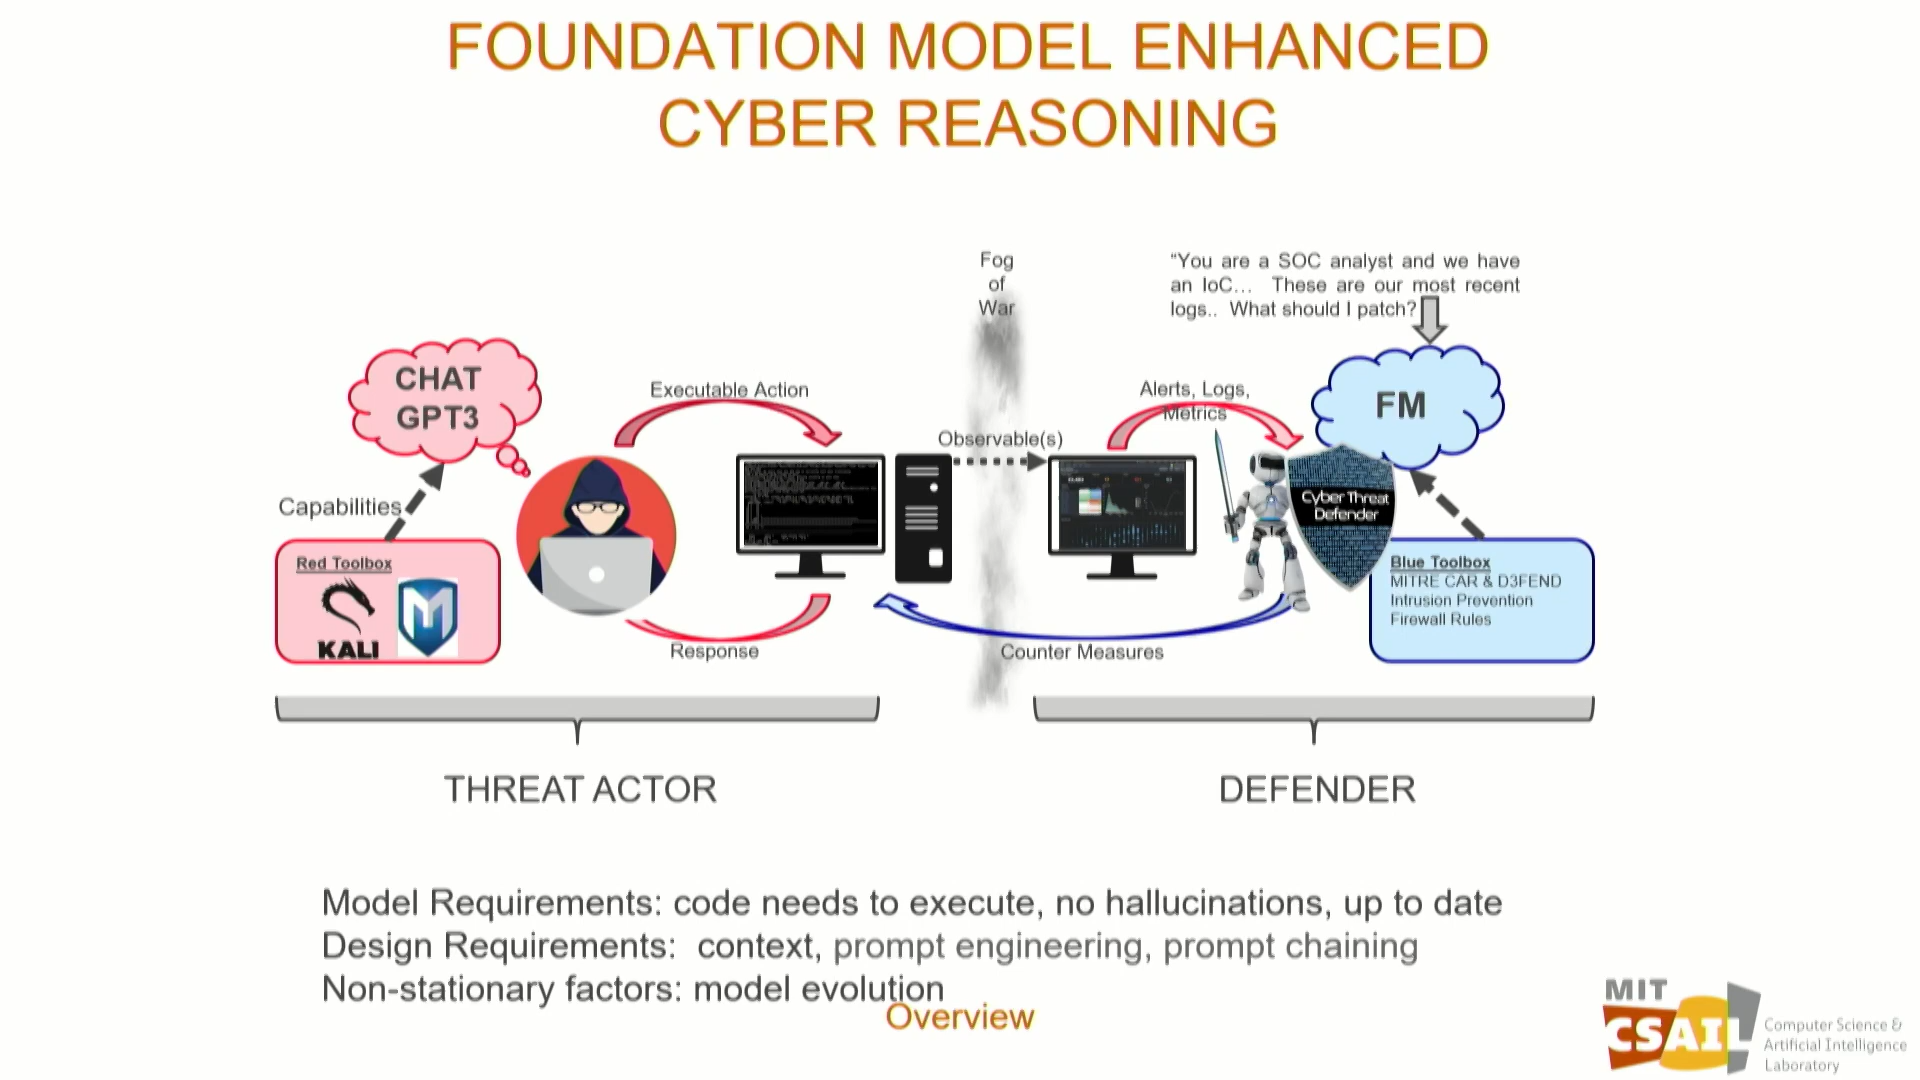 FOUNDATION MODEL ENHANCED
CYBER REASONING
Fog
of
War
"You are a SOC analyst and we have
an IoC... These are our most recent
logs.. What should I patch?
CHAT
GPT3
Executable Action
Alerts, Logs,
Metrics
FM
Observable(s)
Capabilities
Cyber Threat
Defender
Red Toolbox
KALI
Blue Toolbox
MITRE CAR & D3FEND
Intrusion Prevention
Firewall Rules
Response
Counter Measures
THREAT ACTOR
DEFENDER
Model Requirements: code needs to execute, no hallucinations, up to date
Design Requirements:  context, prompt engineering, prompt chaining
Non-stationary factors: model evolution
Overview
MIT
CSAIL
Computer Science &
Artificial Intelligence
Laboratory